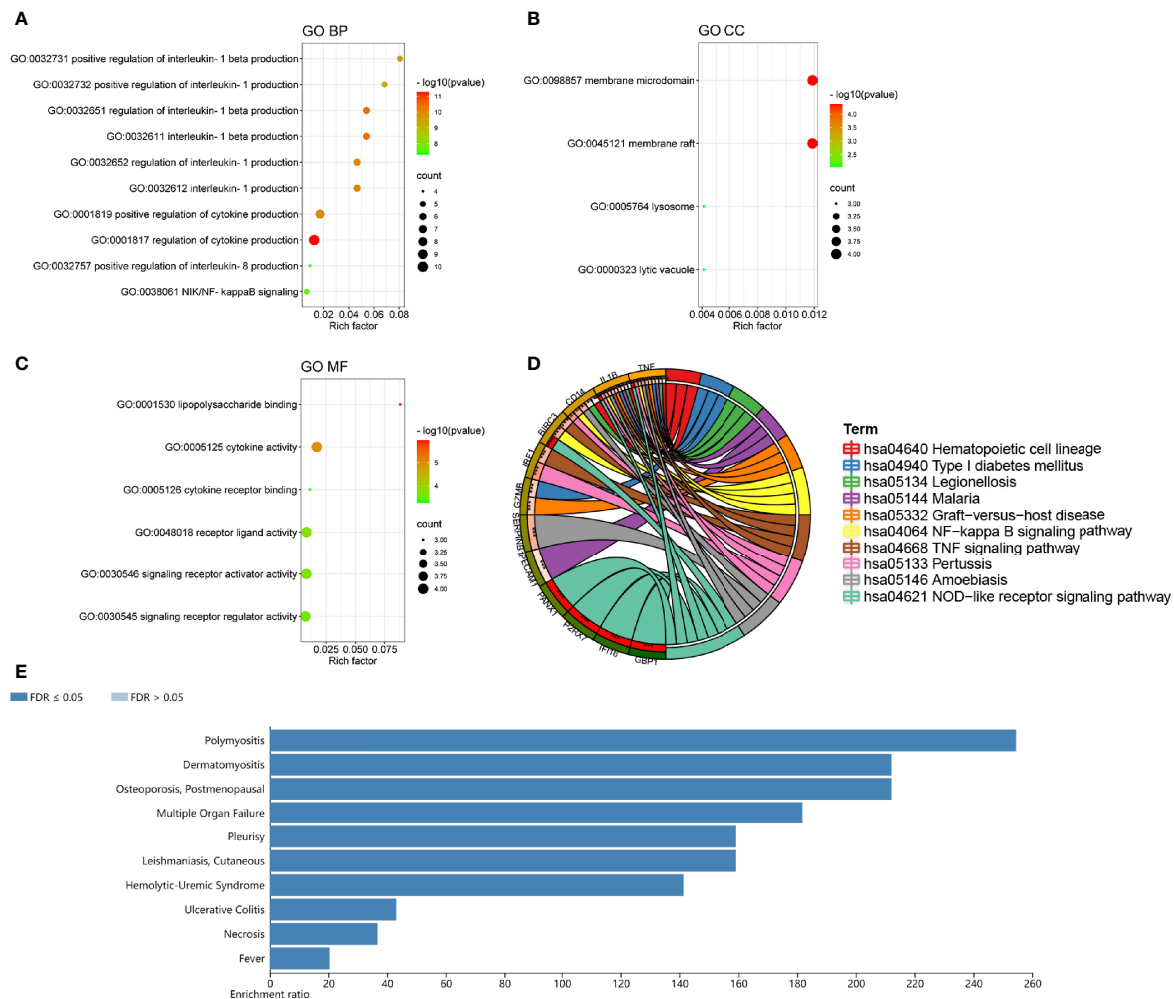 A
GO BP
GO:0032731 positive regulation of interleukin- 1 beta production
GO:0032732 positive regulation of interleukin- 1 production
GO:0032651 regulation of interleukin- 1 beta production
GO:0032611 interleukin- 1 beta production
GO:0032652 regulation of interleukin- 1 production
GO:0032612 interleukin- 1 production
GO:0001819 positive regulation of cytokine production
GO:0001817 regulation of cytokine production
GO:0032757 positive regulation of interleukin- 8 production
GO:0038061 NIK/NF- kappaB signaling
0.02 0.04 0.06 0.08
Rich factor
- log10(pvalue)
11
10
9
8
count
4
5
6
7
8
9
10
B
GO CC
GO:0098857 membrane microdomain
GO:0045121 membrane raft
GO:0005764 lysosome
GO:0000323 lytic vacuole
0.004 0.006 0.008 0.010 0.012
Rich factor
- log10(pvalue)
4.0
3.5
3.0
2.5
count
3.00
3.25
3.50
3.75
4.00
C
GO MF
GO:0001530 lipopolysaccharide binding
GO:0005125 cytokine activity
GO:0005126 cytokine receptor binding
GO:0048018 receptor ligand activity
GO:0030546 signaling receptor activator activity
GO:0030545 signaling receptor regulator activity
0.025 0.050 0.075
Rich factor
- log10(pvalue)
6
5
4
count
3.00
3.25
3.50
3.75
4.00
D
TNF
IL1B
CD14
BIRC3
GZMB
SERPINB1
PECAM1
PANX1
P2RX7
IFI16
GBP1
Term
hsa04640 Hematopoietic cell lineage
hsa04940 Type I diabetes mellitus
hsa05134 Legionellosis
hsa05144 Malaria
hsa05332 Graft−versus−host disease
hsa04064 NF−kappa B signaling pathway
hsa04668 TNF signaling pathway
hsa05133 Pertussis
hsa05146 Amoebiasis
hsa04621 NOD−like receptor signaling pathway
E
FDR ≤ 0.05
FDR > 0.05
Polymyositis
Dermatomyositis
Osteoporosis, Postmenopausal
Multiple Organ Failure
Pleurisy
Leishmaniasis, Cutaneous
Hemolytic-Uremic Syndrome
Ulcerative Colitis
Necrosis
Fever
0 20 40 60 80 100 120 140 160 180 200 220 240 260
Enrichment ratio